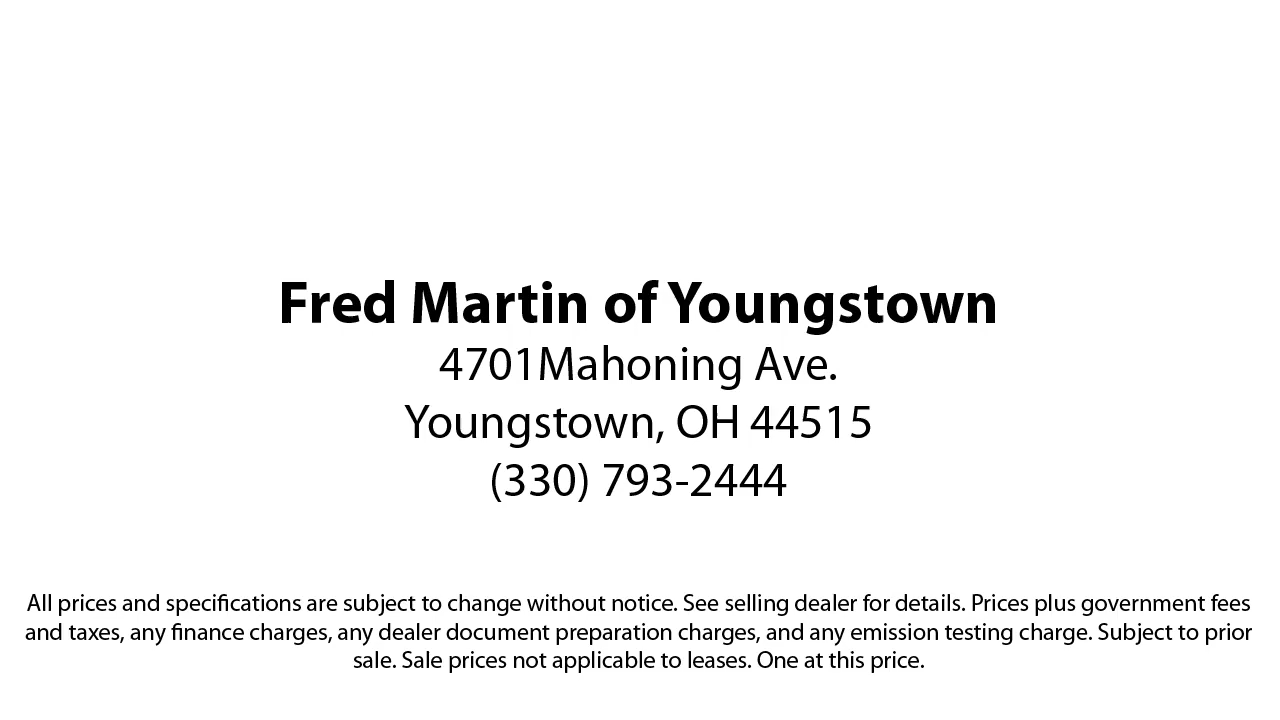 Fred Martin of Youngstown
4701Mahoning Ave.
Youngstown, OH 44515
(330) 793-2444
All prices and specifications are subject to change without notice. See selling dealer for details. Prices plus government fees
and taxes, any finance charges, any dealer document preparation charges, and any emission testing charge. Subject to prior
sale. Sale prices not applicable to leases. One at this price.